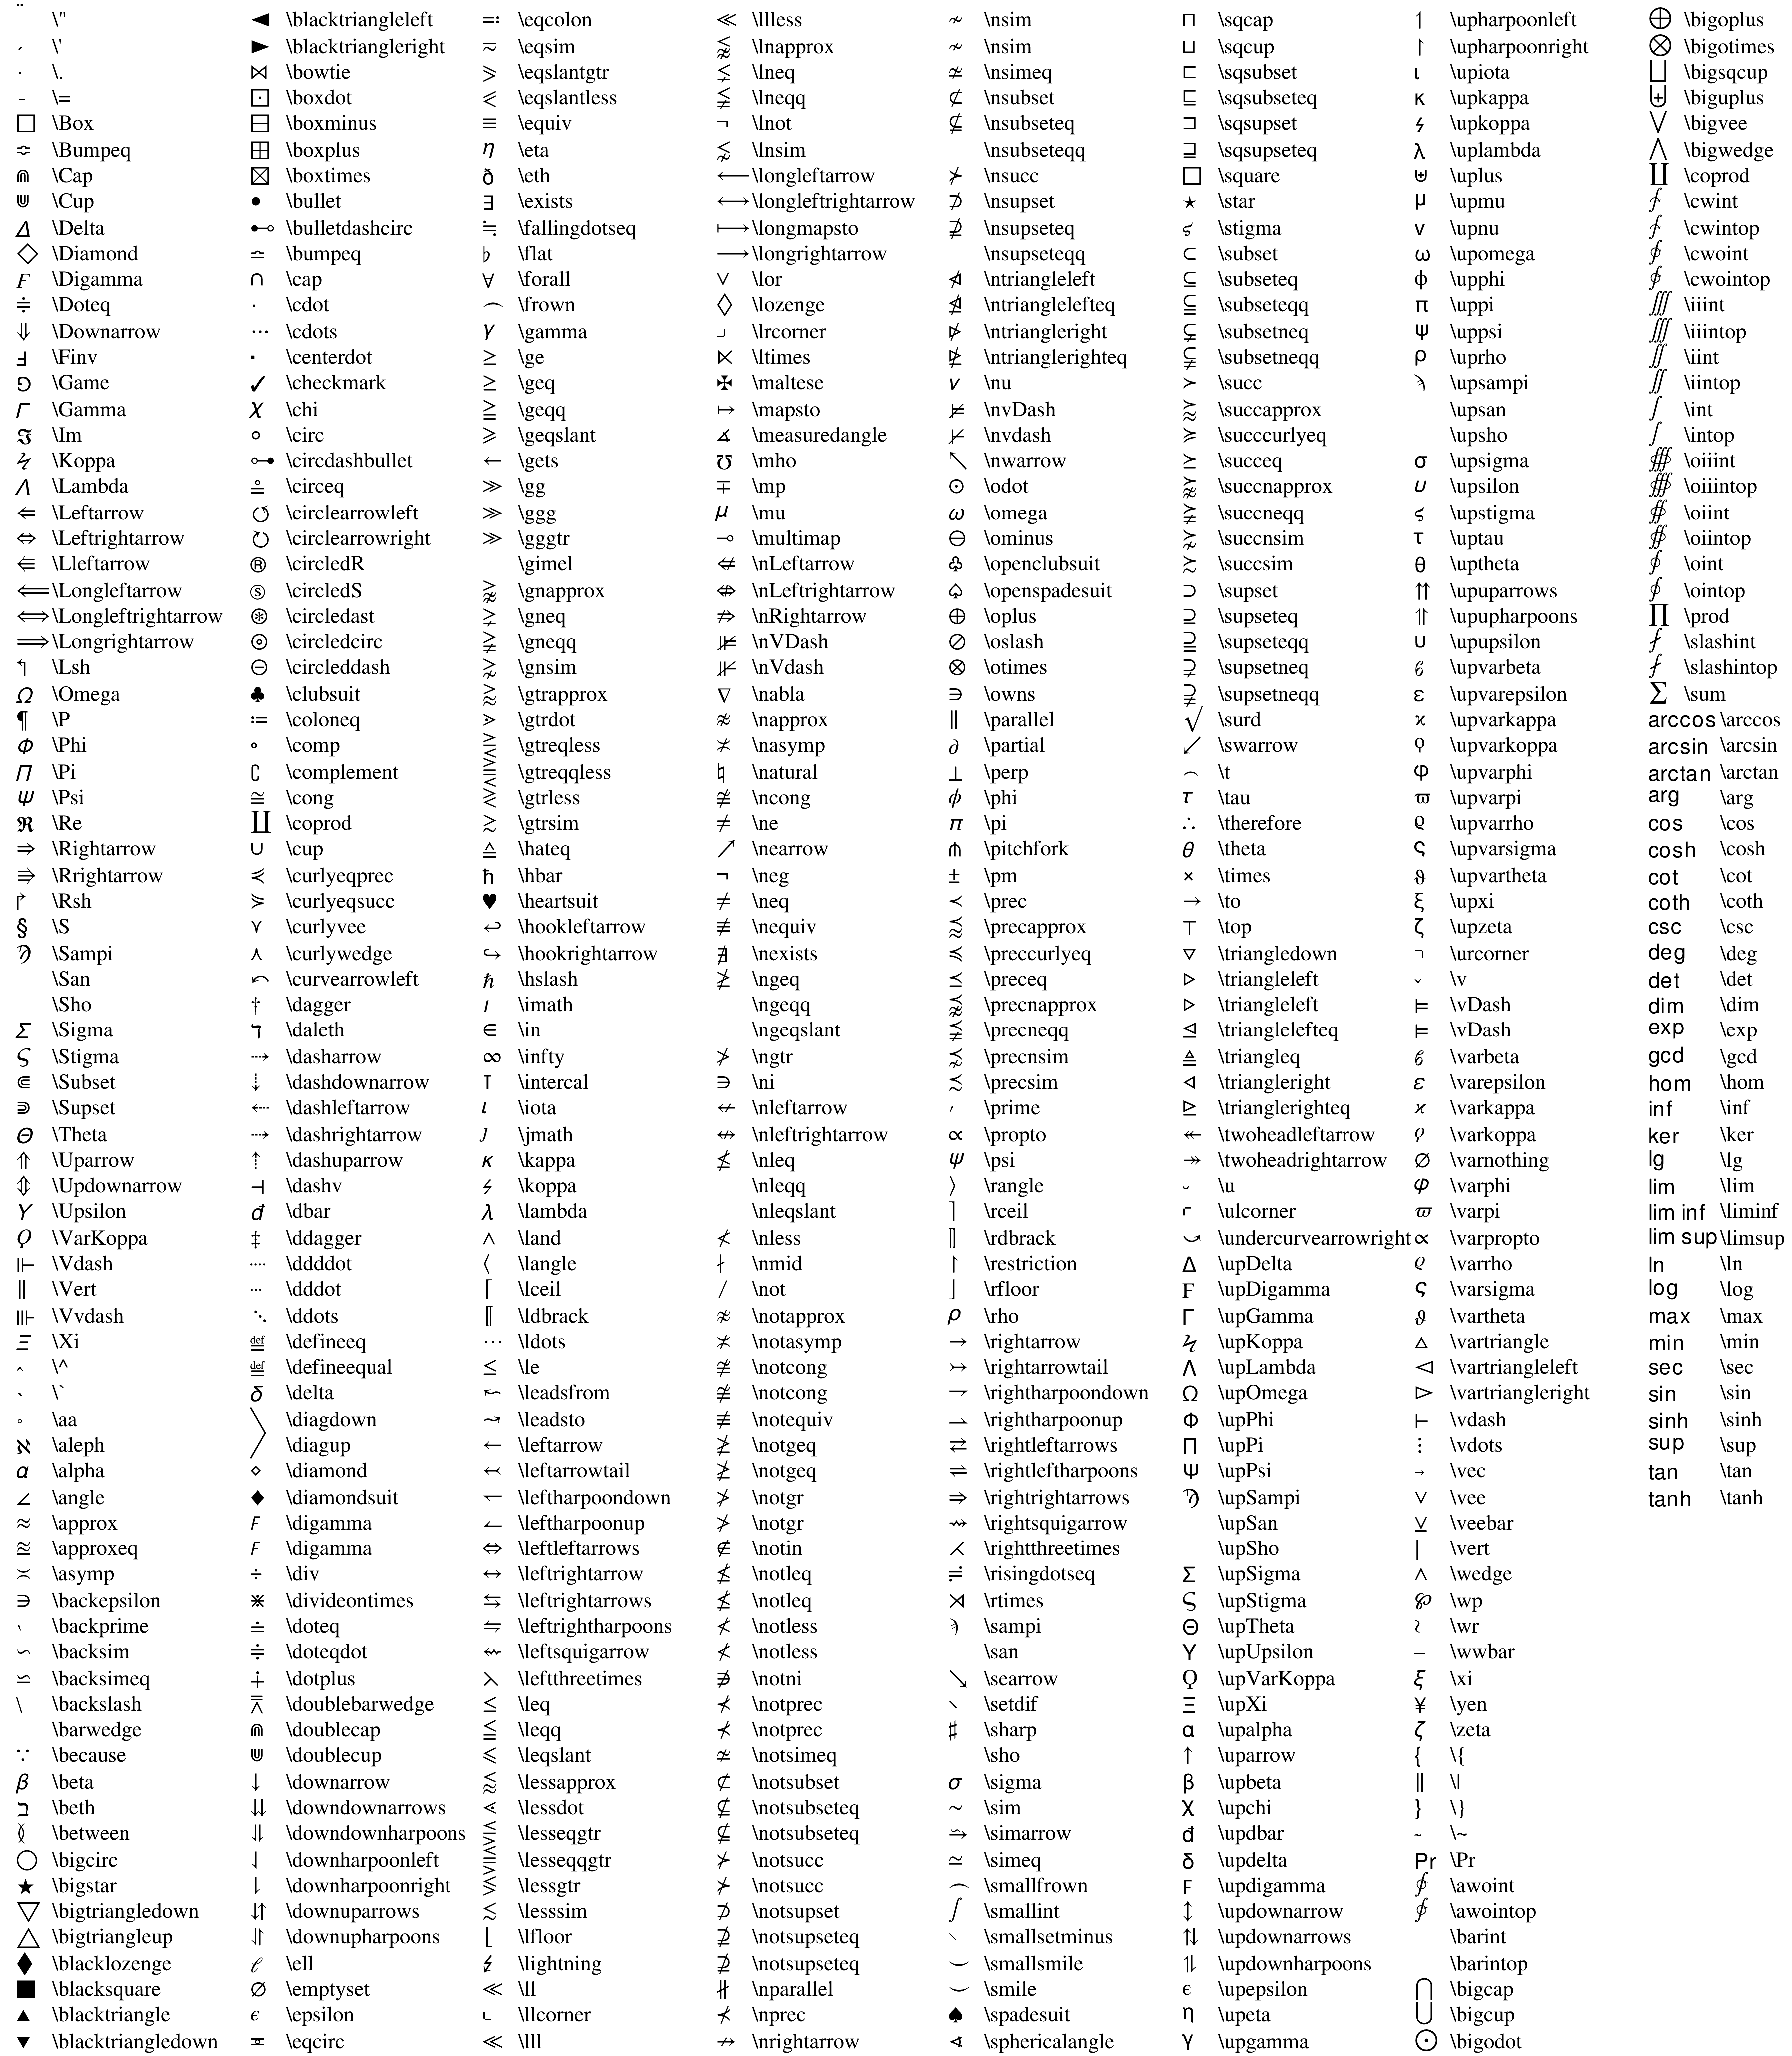 ¨ \"
´ \'
˙ \.
- \=
□ \Box
≎ \Bumpeq
⋒ \Cap
⋓ \Cup
Δ \Delta
◇ \Diamond
F \Digamma
≑ \Doteq
⇓ \Downarrow
Ⅎ \Finv
⅁ \Game
Γ \Gamma
ℑ \Im
Ϟ \Koppa
Λ \Lambda
⇐ \Leftarrow
⇔ \Leftrightarrow
⇚ \Lleftarrow
⟸ \Longleftarrow
⟺ \Longleftrightarrow
⟹ \Longrightarrow
↰ \Lsh
Ω \Omega
¶ \P
Φ \Phi
Π \Pi
Ψ \Psi
ℜ \Re
⇒ \Rightarrow
⇛ \Rrightarrow
↱ \Rsh
§ \S
Ϡ \Sampi
\San
\Sho
Σ \Sigma
Ϛ \Stigma
⋐ \Subset
⋑ \Supset
Θ \Theta
⇑ \Uparrow
⇕ \Updownarrow
Υ \Upsilon
Ϙ \VarKoppa
⊩ \Vdash
‖ \Vert
⊪ \Vvdash
Ξ \Xi
ˆ \^
` \`
˚ \aa
ℵ \aleph
α \alpha
∠ \angle
≈ \approx
≊ \approxeq
≍ \asymp
∍ \backepsilon
‵ \backprime
∽ \backsim
⋍ \backsimeq
\ \backslash
\barwedge
∵ \because
β \beta
ℶ \beth
≬ \between
◯ \bigcirc
★ \bigstar
▽ \bigtriangledown
△ \bigtriangleup
⧫ \blacklozenge
■ \blacksquare
▲ \blacktriangle
▼ \blacktriangledown
◀ \blacktriangleleft
▶ \blacktriangleright
⋈ \bowtie
⊡ \boxdot
⊟ \boxminus
⊞ \boxplus
⊠ \boxtimes
• \bullet
⊷ \bulletdashcirc
≏ \bumpeq
∩ \cap
· \cdot
⋯ \cdots
· \centerdot
✓ \checkmark
χ \chi
∘ \circ
⊶ \circdashbullet
≗ \circeq
↺ \circlearrowleft
↻ \circlearrowright
® \circledR
Ⓢ \circledS
⊛ \circledast
⊚ \circledcirc
⊝ \circleddash
♣ \clubsuit
≔ \coloneq
∘ \comp
∁ \complement
≅ \cong
∐ \coprod
∪ \cup
⋞ \curlyeqprec
⋟ \curlyeqsucc
⋎ \curlyvee
⋏ \curlywedge
↶ \curvearrowleft
† \dagger
ℸ \daleth
⇢ \dasharrow
⇣ \dashdownarrow
⇠ \dashleftarrow
⇢ \dashrightarrow
⇡ \dashuparrow
⊣ \dashv
đ \dbar
‡ \ddagger
···· \ddddot
··· \dddot
⋱ \ddots
≝ \defineeq
≝ \defineequal
δ \delta
╲ \diagdown
╱ \diagup
⋄ \diamond
♦ \diamondsuit
ϝ \digamma
ϝ \digamma
÷ \div
⋇ \divideontimes
≐ \doteq
≑ \doteqdot
∔ \dotplus
⌆ \doublebarwedge
⋒ \doublecap
⋓ \doublecup
↓ \downarrow
⇊ \downdownarrows
⥥ \downdownharpoons
⇃ \downharpoonleft
⇂ \downharpoonright
⇵ \downuparrows
⥯ \downupharpoons
ℓ \ell
∅ \emptyset
ϵ \epsilon
≖ \eqcirc
≕ \eqcolon
≂ \eqsim
⪖ \eqslantgtr
⪕ \eqslantless
≡ \equiv
η \eta
ð \eth
∃ \exists
≒ \fallingdotseq
♭ \flat
∀ \forall
⌢ \frown
γ \gamma
≥ \ge
≥ \geq
≧ \geqq
⩾ \geqslant
← \gets
≫ \gg
≫ \ggg
≫ \gggtr
\gimel
⪊ \gnapprox
⪈ \gneq
≩ \gneqq
⋧ \gnsim
⪆ \gtrapprox
⋗ \gtrdot
⋛ \gtreqless
⪌ \gtreqqless
≷ \gtrless
≳ \gtrsim
≙ \hateq
ħ \hbar
♥ \heartsuit
↩ \hookleftarrow
↪ \hookrightarrow
ℏ \hslash
ı \imath
∈ \in
∞ \infty
⊺ \intercal
ι \iota
ȷ \jmath
κ \kappa
ϟ \koppa
λ \lambda
∧ \land
⟨ \langle
⌈ \lceil
⟦ \ldbrack
… \ldots
≤ \le
↜ \leadsfrom
⇝ \leadsto
← \leftarrow
↢ \leftarrowtail
↽ \leftharpoondown
↼ \leftharpoonup
⇔ \leftleftarrows
↔ \leftrightarrow
⇆ \leftrightarrows
⇋ \leftrightharpoons
⇜ \leftsquigarrow
⋋ \leftthreetimes
≤ \leq
≦ \leqq
⩽ \leqslant
⪅ \lessapprox
⋖ \lessdot
⋚ \lesseqgtr
⪋ \lesseqqgtr
≶ \lessgtr
≲ \lesssim
⌊ \lfloor
↯ \lightning
≪ \ll
⌞ \llcorner
≪ \lll
≪ \llless
⪉ \lnapprox
⪇ \lneq
≨ \lneqq
¬ \lnot
⋦ \lnsim
⟵ \longleftarrow
⟷ \longleftrightarrow
⟼ \longmapsto
⟶ \longrightarrow
∨ \lor
◊ \lozenge
⌟ \lrcorner
⋉ \ltimes
✠ \maltese
↦ \mapsto
∡ \measuredangle
℧ \mho
∓ \mp
μ \mu
⊸ \multimap
⇍ \nLeftarrow
⇎ \nLeftrightarrow
⇏ \nRightarrow
⊯ \nVDash
⊮ \nVdash
∇ \nabla
≉ \napprox
≭ \nasymp
♮ \natural
≇ \ncong
≠ \ne
↗ \nearrow
¬ \neg
≠ \neq
≢ \nequiv
∄ \nexists
≱ \ngeq
\ngeqq
\ngeqslant
≯ \ngtr
∋ \ni
↚ \nleftarrow
↮ \nleftrightarrow
≰ \nleq
\nleqq
\nleqslant
≮ \nless
∤ \nmid
/ \not
≉ \notapprox
≭ \notasymp
≇ \notcong
≇ \notcong
≢ \notequiv
≱ \notgeq
≱ \notgeq
≯ \notgr
≯ \notgr
∉ \notin
≰ \notleq
≰ \notleq
≮ \notless
≮ \notless
∌ \notni
⊀ \notprec
⊀ \notprec
≄ \notsimeq
⊄ \notsubset
⊈ \notsubseteq
⊈ \notsubseteq
⊁ \notsucc
⊁ \notsucc
⊅ \notsupset
⊉ \notsupseteq
⊉ \notsupseteq
∦ \nparallel
⊀ \nprec
↛ \nrightarrow
≁ \nsim
≁ \nsim
≄ \nsimeq
⊄ \nsubset
⊈ \nsubseteq
\nsubseteqq
⊁ \nsucc
⊅ \nsupset
⊉ \nsupseteq
\nsupseteqq
⋪ \ntriangleleft
⋬ \ntrianglelefteq
⋫ \ntriangleright
⋭ \ntrianglerighteq
ν \nu
⊭ \nvDash
⊬ \nvdash
↖ \nwarrow
⊙ \odot
ω \omega
⊖ \ominus
♧ \openclubsuit
♤ \openspadesuit
⊕ \oplus
⊘ \oslash
⊗ \otimes
∋ \owns
∥ \parallel
∂ \partial
⊥ \perp
ϕ \phi
π \pi
⋔ \pitchfork
± \pm
≺ \prec
⪷ \precapprox
≼ \preccurlyeq
⪯ \preceq
⪹ \precnapprox
⪵ \precneqq
⋨ \precnsim
≾ \precsim
′ \prime
∝ \propto
ψ \psi
⟩ \rangle
⌉ \rceil
⟧ \rdbrack
↾ \restriction
⌋ \rfloor
ρ \rho
→ \rightarrow
↣ \rightarrowtail
⇁ \rightharpoondown
⇀ \rightharpoonup
⇄ \rightleftarrows
⇌ \rightleftharpoons
⇒ \rightrightarrows
⇝ \rightsquigarrow
⋌ \rightthreetimes
≓ \risingdotseq
⋊ \rtimes
ϡ \sampi
\san
↘ \searrow
∖ \setdif
♯ \sharp
\sho
σ \sigma
∼ \sim
⥲ \simarrow
≃ \simeq
⌢ \smallfrown
∫ \smallint
∖ \smallsetminus
⌣ \smallsmile
⌣ \smile
♠ \spadesuit
∢ \sphericalangle
⊓ \sqcap
⊔ \sqcup
⊏ \sqsubset
⊑ \sqsubseteq
⊐ \sqsupset
⊒ \sqsupseteq
□ \square
⋆ \star
ϛ \stigma
⊂ \subset
⊆ \subseteq
⫅ \subseteqq
⊊ \subsetneq
⫋ \subsetneqq
≻ \succ
⪸ \succapprox
≽ \succcurlyeq
⪰ \succeq
⪺ \succnapprox
⪶ \succneqq
⋩ \succnsim
≿ \succsim
⊃ \supset
⊇ \supseteq
⫆ \supseteqq
⊋ \supsetneq
⫌ \supsetneqq
√ \surd
↙ \swarrow
⁀ \t
τ \tau
∴ \therefore
θ \theta
× \times
→ \to
⊤ \top
▿ \triangledown
▹ \triangleleft
▹ \triangleleft
⊴ \trianglelefteq
≜ \triangleq
◃ \triangleright
⊵ \trianglerighteq
↞ \twoheadleftarrow
↠ \twoheadrightarrow
˘ \u
⌜ \ulcorner
⤻ \undercurvearrowright
Δ \upDelta
F \upDigamma
Γ \upGamma
Ϟ \upKoppa
Λ \upLambda
Ω \upOmega
Φ \upPhi
Π \upPi
Ψ \upPsi
Ϡ \upSampi
\upSan
\upSho
Σ \upSigma
Ϛ \upStigma
Θ \upTheta
Υ \upUpsilon
Ϙ \upVarKoppa
Ξ \upXi
α \upalpha
↑ \uparrow
β \upbeta
χ \upchi
đ \updbar
δ \updelta
ϝ \updigamma
↕ \updownarrow
⇅ \updownarrows
⥮ \updownharpoons
ϵ \upepsilon
η \upeta
γ \upgamma
↿ \upharpoonleft
↾ \upharpoonright
ι \upiota
κ \upkappa
ϟ \upkoppa
λ \uplambda
⊎ \uplus
μ \upmu
ν \upnu
ω \upomega
ϕ \upphi
π \uppi
ψ \uppsi
ρ \uprho
ϡ \upsampi
\upsan
\upsho
σ \upsigma
υ \upsilon
ϛ \upstigma
τ \uptau
θ \uptheta
⇈ \upuparrows
⥣ \upupharpoons
υ \upupsilon
ϐ \upvarbeta
ε \upvarepsilon
ϰ \upvarkappa
ϙ \upvarkoppa
φ \upvarphi
ϖ \upvarpi
ϱ \upvarrho
ς \upvarsigma
ϑ \upvartheta
ξ \upxi
ζ \upzeta
⌝ \urcorner
ˇ \v
⊨ \vDash
⊨ \vDash
ϐ \varbeta
ε \varepsilon
ϰ \varkappa
ϙ \varkoppa
∅ \varnothing
φ \varphi
ϖ \varpi
∝ \varpropto
ϱ \varrho
ς \varsigma
ϑ \vartheta
▵ \vartriangle
⊲ \vartriangleleft
⊳ \vartriangleright
⊢ \vdash
⋮ \vdots
→ \vec
∨ \vee
⊻ \veebar
| \vert
∧ \wedge
℘ \wp
≀ \wr
– \wwbar
ξ \xi
¥ \yen
ζ \zeta
{ \{
‖ \|
} \}
~ \~
Pr \Pr
∳ \awoint
∳ \awointop
\barint
\barintop
⋂ \bigcap
⋃ \bigcup
⨀ \bigodot
⨁ \bigoplus
⨂ \bigotimes
⨆ \bigsqcup
⨄ \biguplus
⋁ \bigvee
⋀ \bigwedge
∐ \coprod
∱ \cwint
∱ \cwintop
∲ \cwoint
∲ \cwointop
∭ \iiint
∭ \iiintop
∬ \iint
∬ \iintop
∫ \int
∫ \intop
∰ \oiiint
∰ \oiiintop
∯ \oiint
∯ \oiintop
∮ \oint
∮ \ointop
∏ \prod
⨏ \slashint
⨏ \slashintop
∑ \sum
arccos \arccos
arcsin \arcsin
arctan \arctan
arg \arg
cos \cos
cosh \cosh
cot \cot
coth \coth
csc \csc
deg \deg
det \det
dim \dim
exp \exp
gcd \gcd
hom \hom
inf \inf
ker \ker
lg \lg
lim \lim
lim inf \liminf
lim sup \limsup
ln \ln
log \log
max \max
min \min
sec \sec
sin \sin
sinh \sinh
sup \sup
tan \tan
tanh \tanh